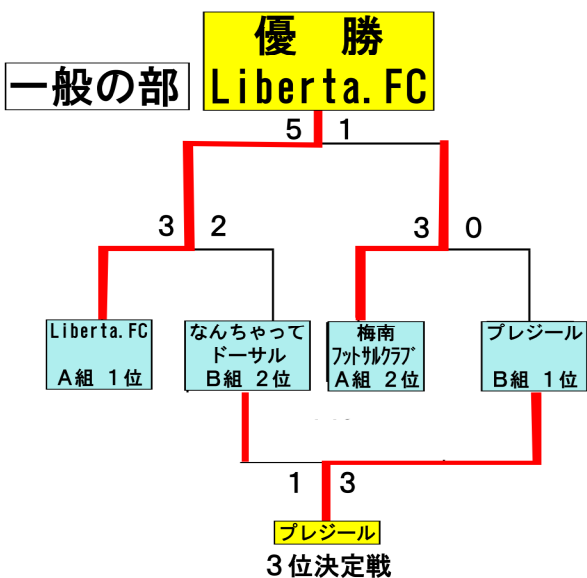 優　勝
Liberta.FC
一般の部
5 1
3 2
3 0
Liberta.FC
A組 1位
なんちゃって
ドーサル
B組 2位
梅南
フットサルクラブ
A組 2位
プレジール
B組 1位
1 3
プレジール
3位決定戦